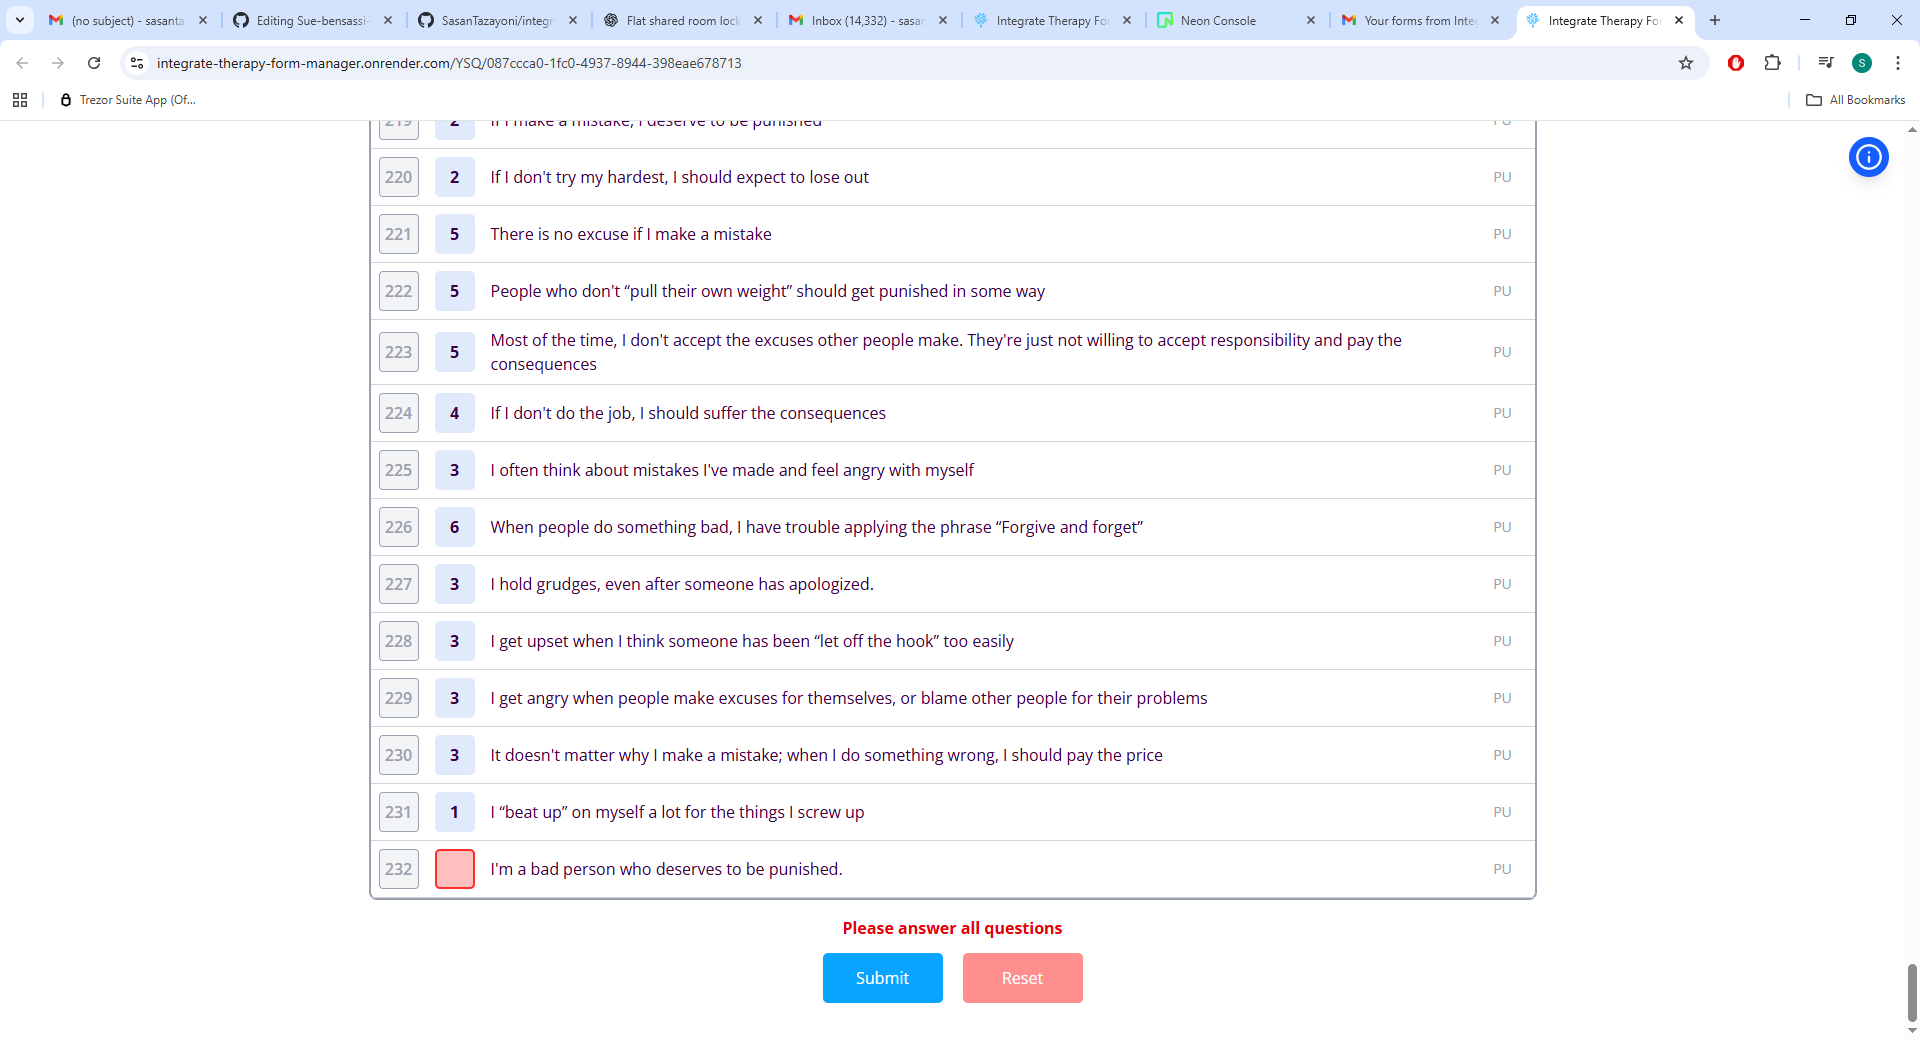 (no subject) - sasanta
Editing Sue-bensassi-
SasanTazayoni/integra
Flat shared room lock
Inbox (14,332) - sasan
Integrate Therapy For
Neon Console
Your forms from Integ
Integrate Therapy For
integrate-therapy-form-manager.onrender.com/YSQ/087ccca0-1fc0-4937-8944-398eae678713
S
Trezor Suite App (Of...
All Bookmarks
219 2 If I make a mistake, I deserve to be punished PU
220 2 If I don't try my hardest, I should expect to lose out PU
221 5 There is no excuse if I make a mistake PU
222 5 People who don't “pull their own weight” should get punished in some way PU
223 5 Most of the time, I don't accept the excuses other people make. They're just not willing to accept responsibility and pay the PU
consequences
224 4 If I don't do the job, I should suffer the consequences PU
225 3 I often think about mistakes I've made and feel angry with myself PU
226 6 When people do something bad, I have trouble applying the phrase “Forgive and forget” PU
227 3 I hold grudges, even after someone has apologized. PU
228 3 I get upset when I think someone has been “let off the hook” too easily PU
229 3 I get angry when people make excuses for themselves, or blame other people for their problems PU
230 3 It doesn't matter why I make a mistake; when I do something wrong, I should pay the price PU
231 1 I “beat up” on myself a lot for the things I screw up PU
232 I'm a bad person who deserves to be punished. PU
Please answer all questions
Submit Reset